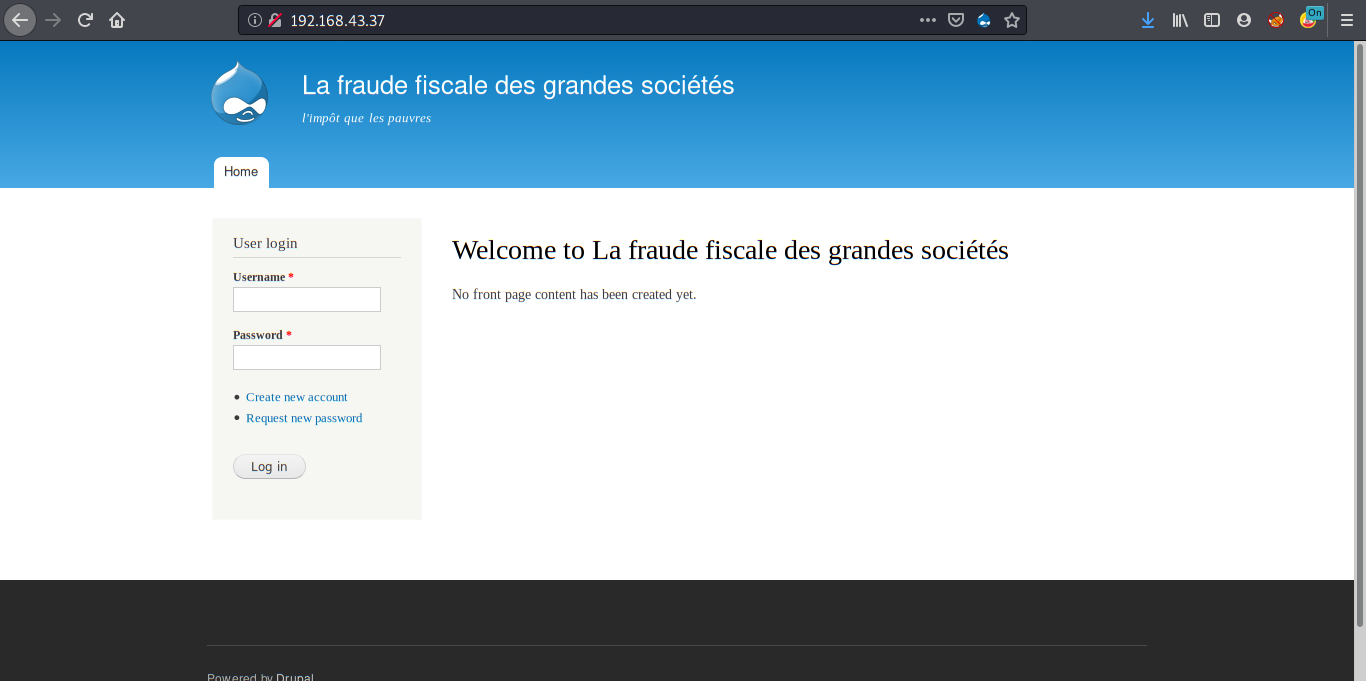 192.168.43.37
On
La fraude fiscale des grandes sociétés
l'impôt que les pauvres
Home
User login
Username *
Password *
Create new account
Request new password
Log in
Welcome to La fraude fiscale des grandes sociétés
No front page content has been created yet.
Powered by Drupal